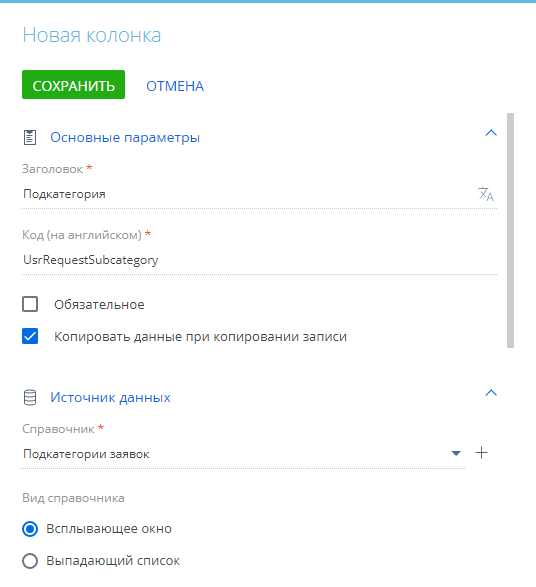 Новая колонка
СОХРАНИТЬ ОТМЕНА
Основные параметры
Заголовок *
Подкатегория
Код (на английском) *
UsrRequestSubcategory
Обязательное
Копировать данные при копировании записи
Источник данных
Справочник *
Подкатегории заявок
Вид справочника
Всплывающее окно
Выпадающий список